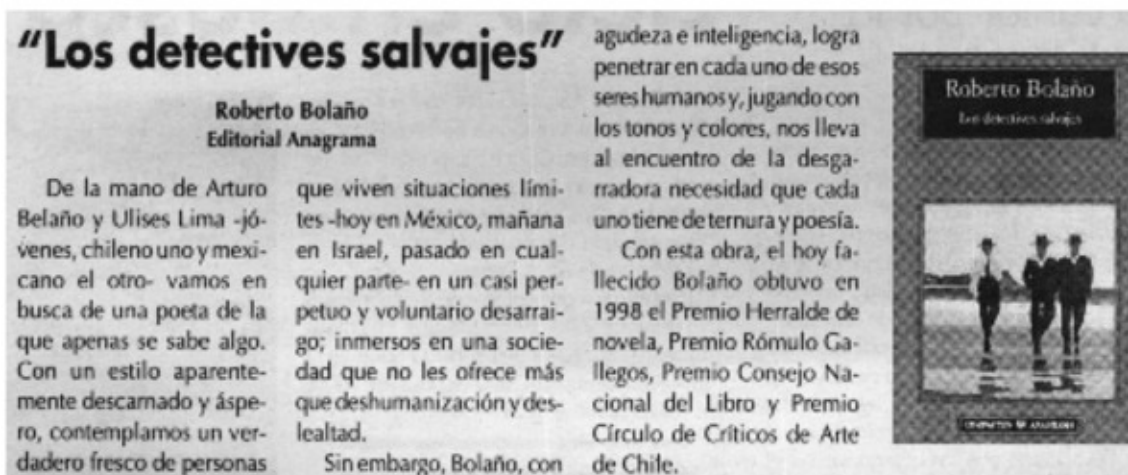 “Los detectives salvajes”
Roberto Bolaño
Editorial Anagrama
De la mano de Arturo
Belaño y Ulises Lima -jó-
venes, chileno uno y mexi-
cano el otro- vamos en
busca de una poeta de la
que apenas se sabe algo.
Con un estilo aparente-
mente descarnado y áspe-
ro, contemplamos un ver-
dadero fresco de personas
que viven situaciones lími-
tes -hoy en México, mañana
en Israel, pasado en cual-
quier parte- en un casi per-
petuo y voluntario desarrai-
go; inmersos en una socie-
dad que no les ofrece más
que deshumanización y des-
lealtad.
Sin embargo, Bolaño, con
agudeza e inteligencia, logra
penetrar en cada uno de esos
seres humanos y, jugando con
los tonos y colores, nos lleva
al encuentro de la desga-
rradora necesidad que cada
uno tiene de ternura y poesía.
Con esta obra, el hoy fa-
llecido Bolaño obtuvo en
1998 el Premio Herralde de
novela, Premio Rómulo Ga-
llegos, Premio Consejo Na-
cional del Libro y Premio
Círculo de Críticos de Arte
de Chile.
Roberto Bolaño
Los detectives salvajes
COMPACTOS ANAGRAMA